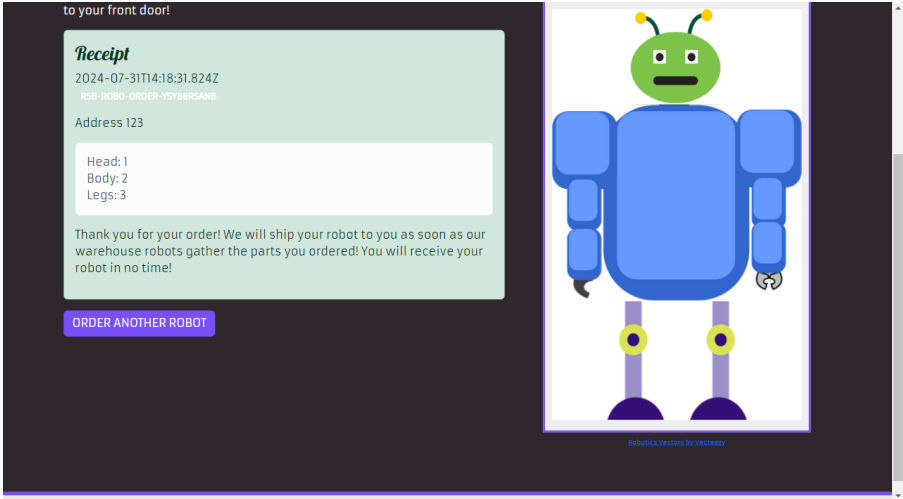 to your front door!
Receipt
2024-07-31T14:18:31.824Z
RSB-ROBO-ORDER-YSY88RSANB
Address 123
Head: 1
Body: 2
Legs: 3
Thank you for your order! We will ship your robot to you as soon as our
warehouse robots gather the parts you ordered! You will receive your
robot in no time!
ORDER ANOTHER ROBOT
Robotics Vectors by Vecteezy